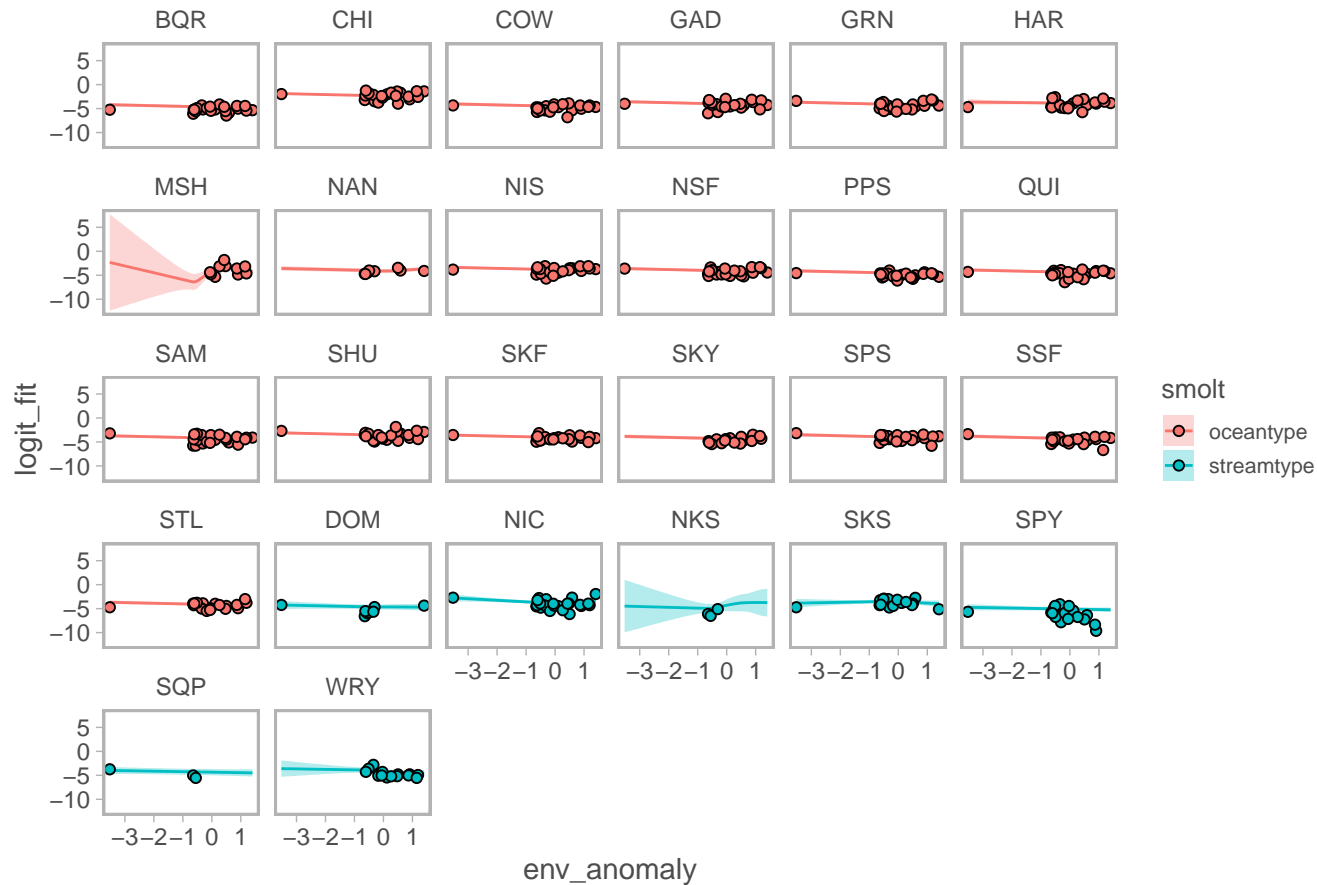 BQR CHI COW GAD GRN HAR
5
0
−5
−10
MSH NAN NIS NSF PPS QUI
5
0
−5
−10
SAM SHU SKF SKY SPS SSF
5
0
−5
−10
STL DOM NIC NKS SKS SPY
5
0
−5
−10
−3 −2 −1 0 1 −3 −2 −1 0 1 −3 −2 −1 0 1 −3 −2 −1 0 1
SQP WRY
5
0
−5
−10
−3 −2 −1 0 1 −3 −2 −1 0 1
env_anomaly
logit_fit
smolt
oceantype
streamtype